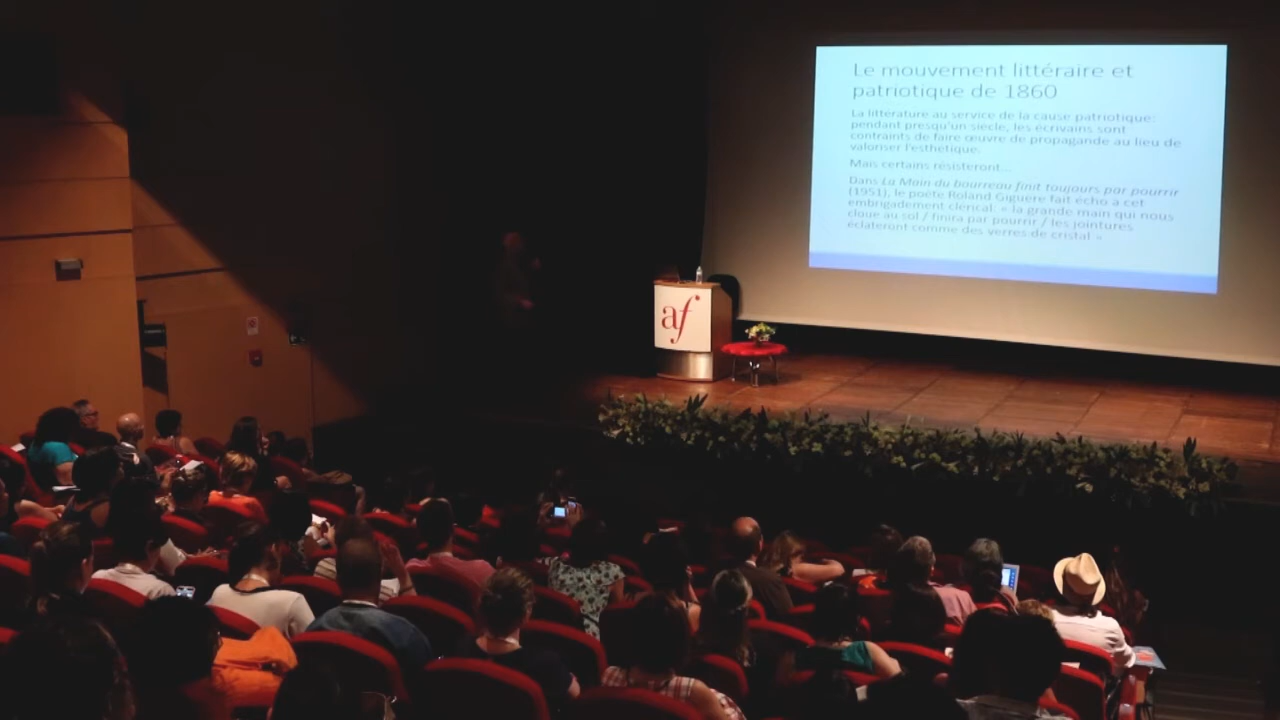 Le mouvement littéraire et
patriotique de 1860
La littérature au service de la cause patriotique:
pendant presqu'un siècle, les écrivains sont
contraints de faire œuvre de propagande au lieu de
valoriser l'esthétique.
Mais certains résisteront...
Dans La Main du bourreau finit toujours par pourrir
(1951), le poète Roland Giguère fait écho à cet
embrigadement clérical: « la grande main qui nous
cloue au sol / finira par pourrir / les jointures
éclateront comme des verres de cristal »
af